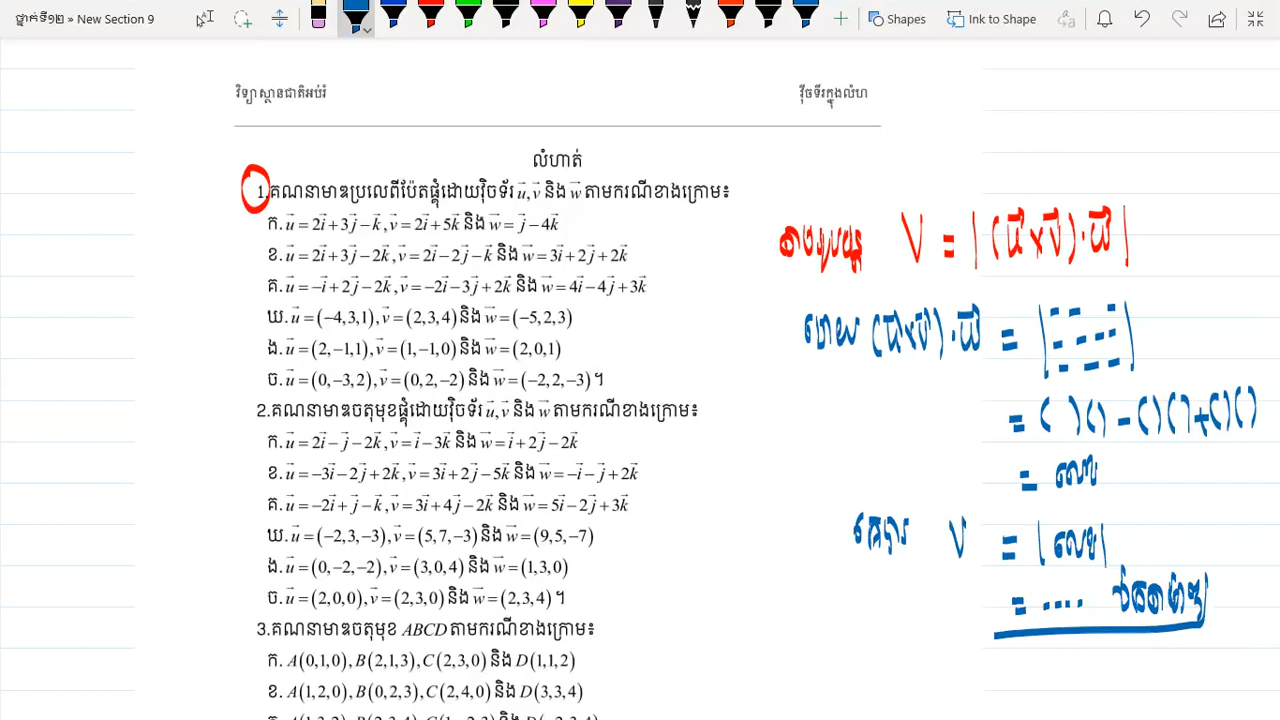 ថ្នាក់ទី១២ » New Section 9
Shapes
Ink to Shape
វិទ្យាស្ថានជាតិអប់រំ
វ៉ិចទ័រក្នុងលំហ
លំហាត់
1.គណនាមាឌប្រលេពីប៉ែតផ្គុំដោយវ៉ិចទ័រ u⃗,v⃗ និង w⃗ តាមករណីខាងក្រោម៖
ក. u⃗ = 2i⃗ + 3j⃗ − k⃗ ,v⃗ = 2i⃗ + 5k⃗ និង w⃗ = j⃗ − 4k⃗
ខ. u⃗ = 2i⃗ + 3j⃗ − 2k⃗ ,v⃗ = 2i⃗ − 2j⃗ − k⃗ និង w⃗ = 3i⃗ + 2j⃗ + 2k⃗
គ. u⃗ = −i⃗ + 2j⃗ − 2k⃗ ,v⃗ = −2i⃗ − 3j⃗ + 2k⃗ និង w⃗ = 4i⃗ − 4j⃗ + 3k⃗
ឃ. u⃗ = (−4,3,1),v⃗ = (2,3,4) និង w⃗ = (−5,2,3)
ង. u⃗ = (2,−1,1),v⃗ = (1,−1,0) និង w⃗ = (2,0,1)
ច. u⃗ = (0,−3,2),v⃗ = (0,2,−2) និង w⃗ = (−2,2,−3) ។
2.គណនាមាឌចតុមុខផ្គុំដោយវ៉ិចទ័រ u⃗,v⃗ និង w⃗ តាមករណីខាងក្រោម៖
ក. u⃗ = 2i⃗ − j⃗ − 2k⃗ ,v⃗ = i⃗ − 3k⃗ និង w⃗ = i⃗ + 2j⃗ − 2k⃗
ខ. u⃗ = −3i⃗ − 2j⃗ + 2k⃗ ,v⃗ = 3i⃗ + 2j⃗ − 5k⃗ និង w⃗ = −i⃗ − j⃗ + 2k⃗
គ. u⃗ = −2i⃗ + j⃗ − k⃗ ,v⃗ = 3i⃗ + 4j⃗ − 2k⃗ និង w⃗ = 5i⃗ − 2j⃗ + 3k⃗
ឃ. u⃗ = (−2,3,−3),v⃗ = (5,7,−3) និង w⃗ = (9,5,−7)
ង. u⃗ = (0,−2,−2),v⃗ = (3,0,4) និង w⃗ = (1,3,0)
ច. u⃗ = (2,0,0),v⃗ = (2,3,0) និង w⃗ = (2,3,4) ។
3.គណនាមាឌចតុមុខ ABCD តាមករណីខាងក្រោម៖
ក. A(0,1,0),B(2,1,3),C(2,3,0) និង D(1,1,2)
ខ. A(1,2,0),B(0,2,3),C(2,4,0) និង D(3,3,4)
តាមរូបមន្ត V = |(u⃗×v⃗)·w⃗|
ដោយ (u⃗×v⃗)·w⃗ =
= ( )( ) − ( )( ) + ( )( )
= លេខ
គេបាន V = |លេខ|
= .... ឯកតាមាឌ